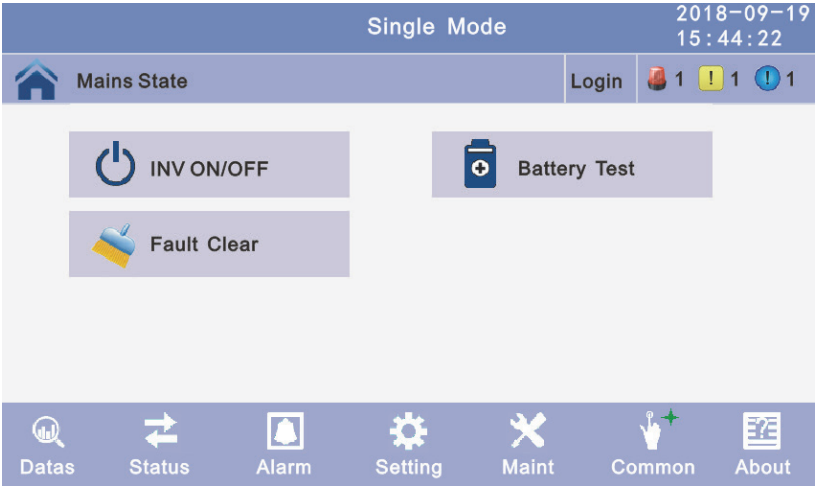 Single Mode
2018-09-19
15:44:22
Mains State
Login
1
! 1
! 1
INV ON/OFF
Battery Test
Fault Clear
?
Datas Status Alarm Setting Maint Common About